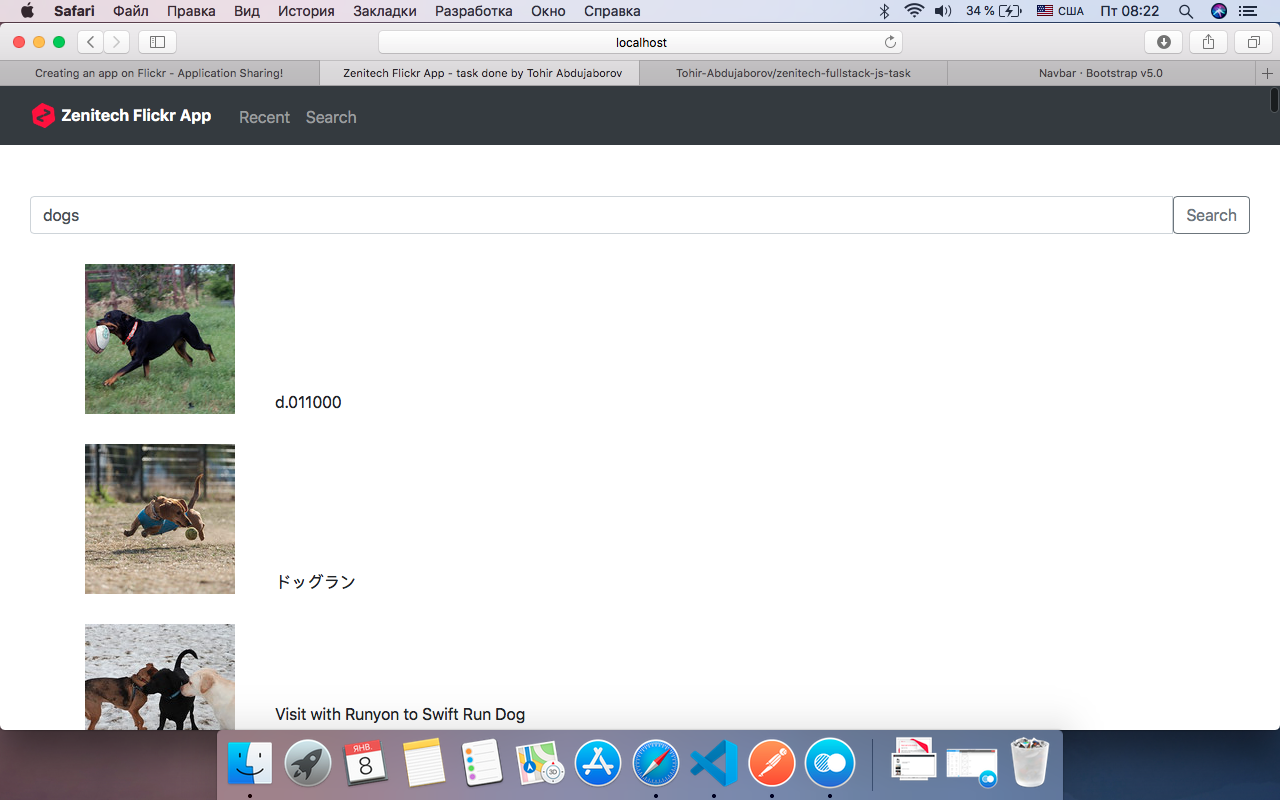 Safari Файл Правка Вид История Закладки Разработка Окно Справка 34 % США Пт 08:22
localhost
Creating an app on Flickr - Application Sharing! Zenitech Flickr App - task done by Tohir Abdujaborov Tohir-Abdujaborov/zenitech-fullstack-js-task Navbar · Bootstrap v5.0
Zenitech Flickr App Recent Search
dogs Search
d.011000
ドッグラン
Visit with Runyon to Swift Run Dog
ЯНВ.
8
3D